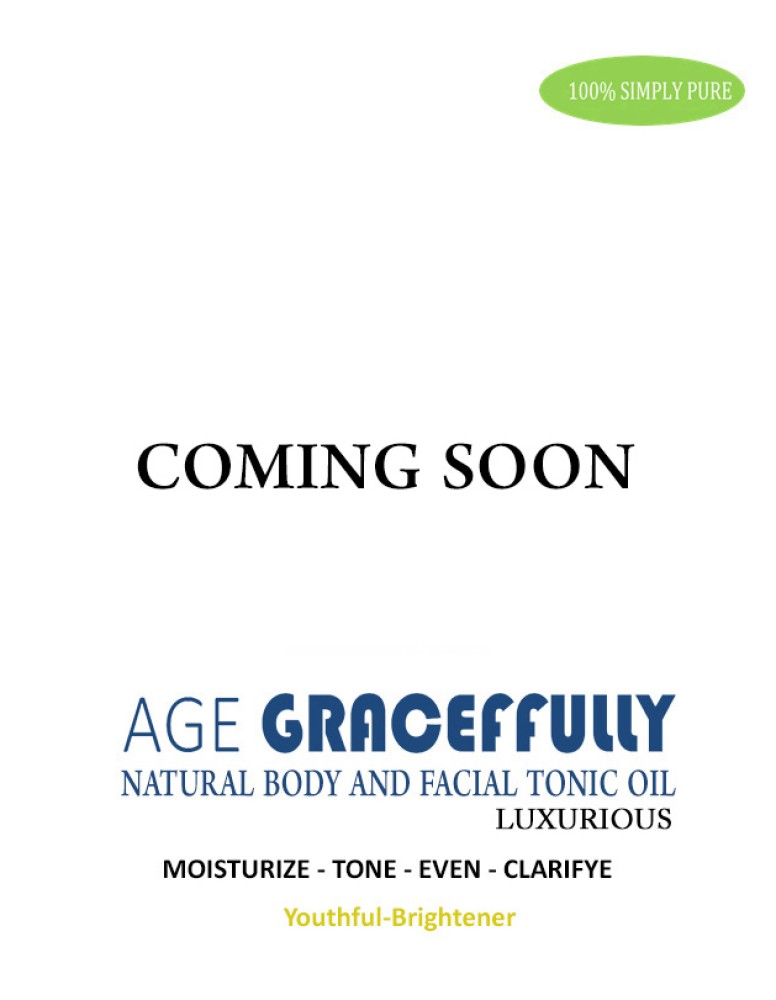 100% SIMPLY PURE
COMING SOON
AGE GRACEFFULLY
NATURAL BODY AND FACIAL TONIC OIL
LUXURIOUS
MOISTURIZE - TONE - EVEN - CLARIFYE
Youthful-Brightener